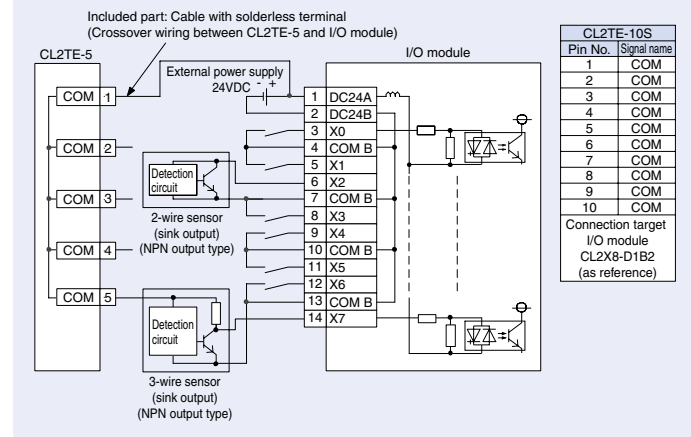 Included part: Cable with solderless terminal
(Crossover wiring between CL2TE-5 and I/O module)
CL2TE-5
I/O module
External power supply
24VDC - +
COM 1
COM 2
COM 3
COM 4
COM 5
Detection
circuit
2-wire sensor
(sink output)
(NPN output type)
Detection
circuit
3-wire sensor
(sink output)
(NPN output type)
1 DC24A
2 DC24B
3 X0
4 COM B
5 X1
6 X2
7 COM B
8 X3
9 X4
10 COM B
11 X5
12 X6
13 COM B
14 X7
CL2TE-10S
Pin No. Signal name
1 COM
2 COM
3 COM
4 COM
5 COM
6 COM
7 COM
8 COM
9 COM
10 COM
Connection target
I/O module
CL2X8-D1B2
(as reference)